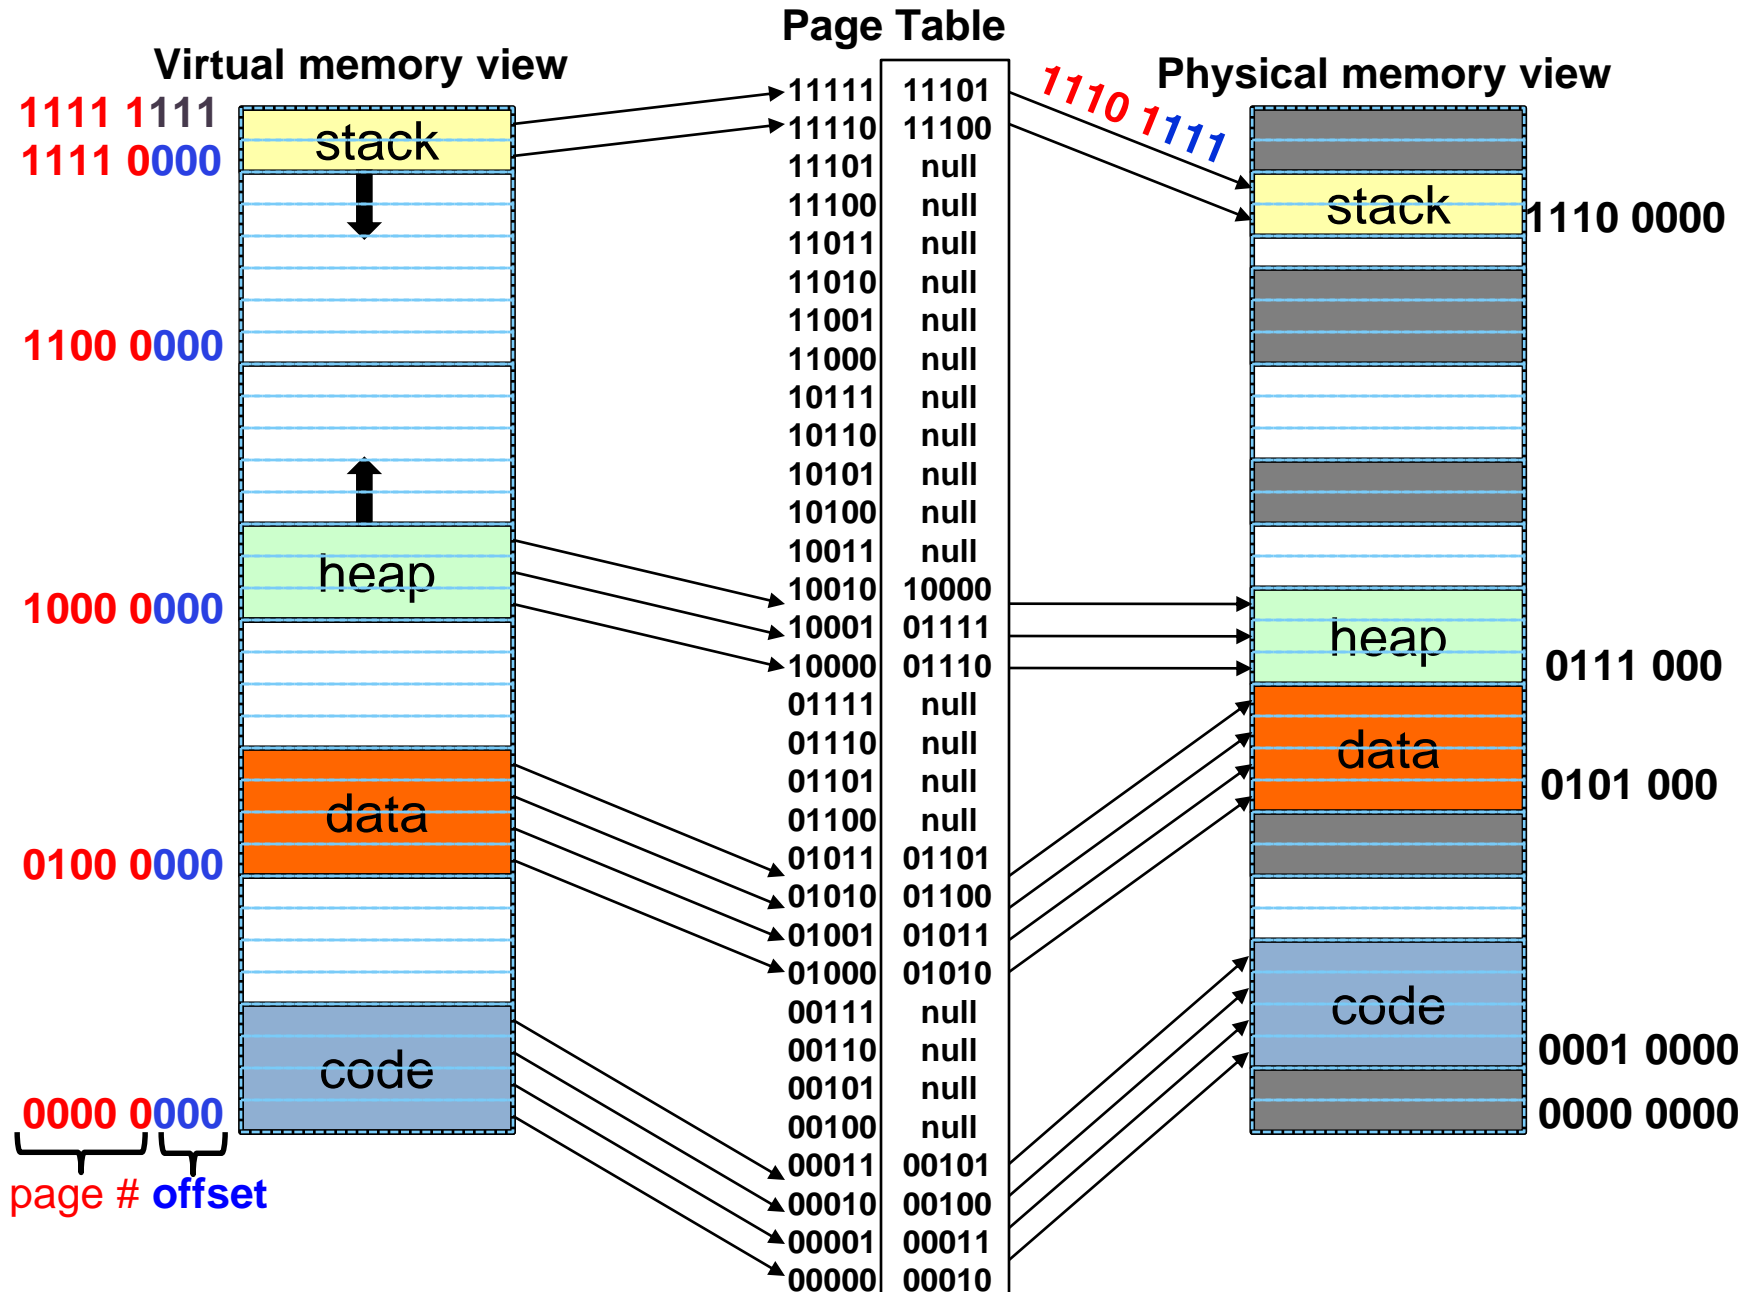 Page Table
Virtual memory view
Physical memory view
1111 1111
1111 0000
1100 0000
1000 0000
0100 0000
0000 0000
page # offset
stack
heap
data
code
11111 11101
11110 11100
11101 null
11100 null
11011 null
11010 null
11001 null
11000 null
10111 null
10110 null
10101 null
10100 null
10011 null
10010 10000
10001 01111
10000 01110
01111 null
01110 null
01101 null
01100 null
01011 01101
01010 01100
01001 01011
01000 01010
00111 null
00110 null
00101 null
00100 null
00011 00101
00010 00100
00001 00011
00000 00010
1110 1111
stack
1110 0000
heap
0111 000
data
0101 000
code
0001 0000
0000 0000